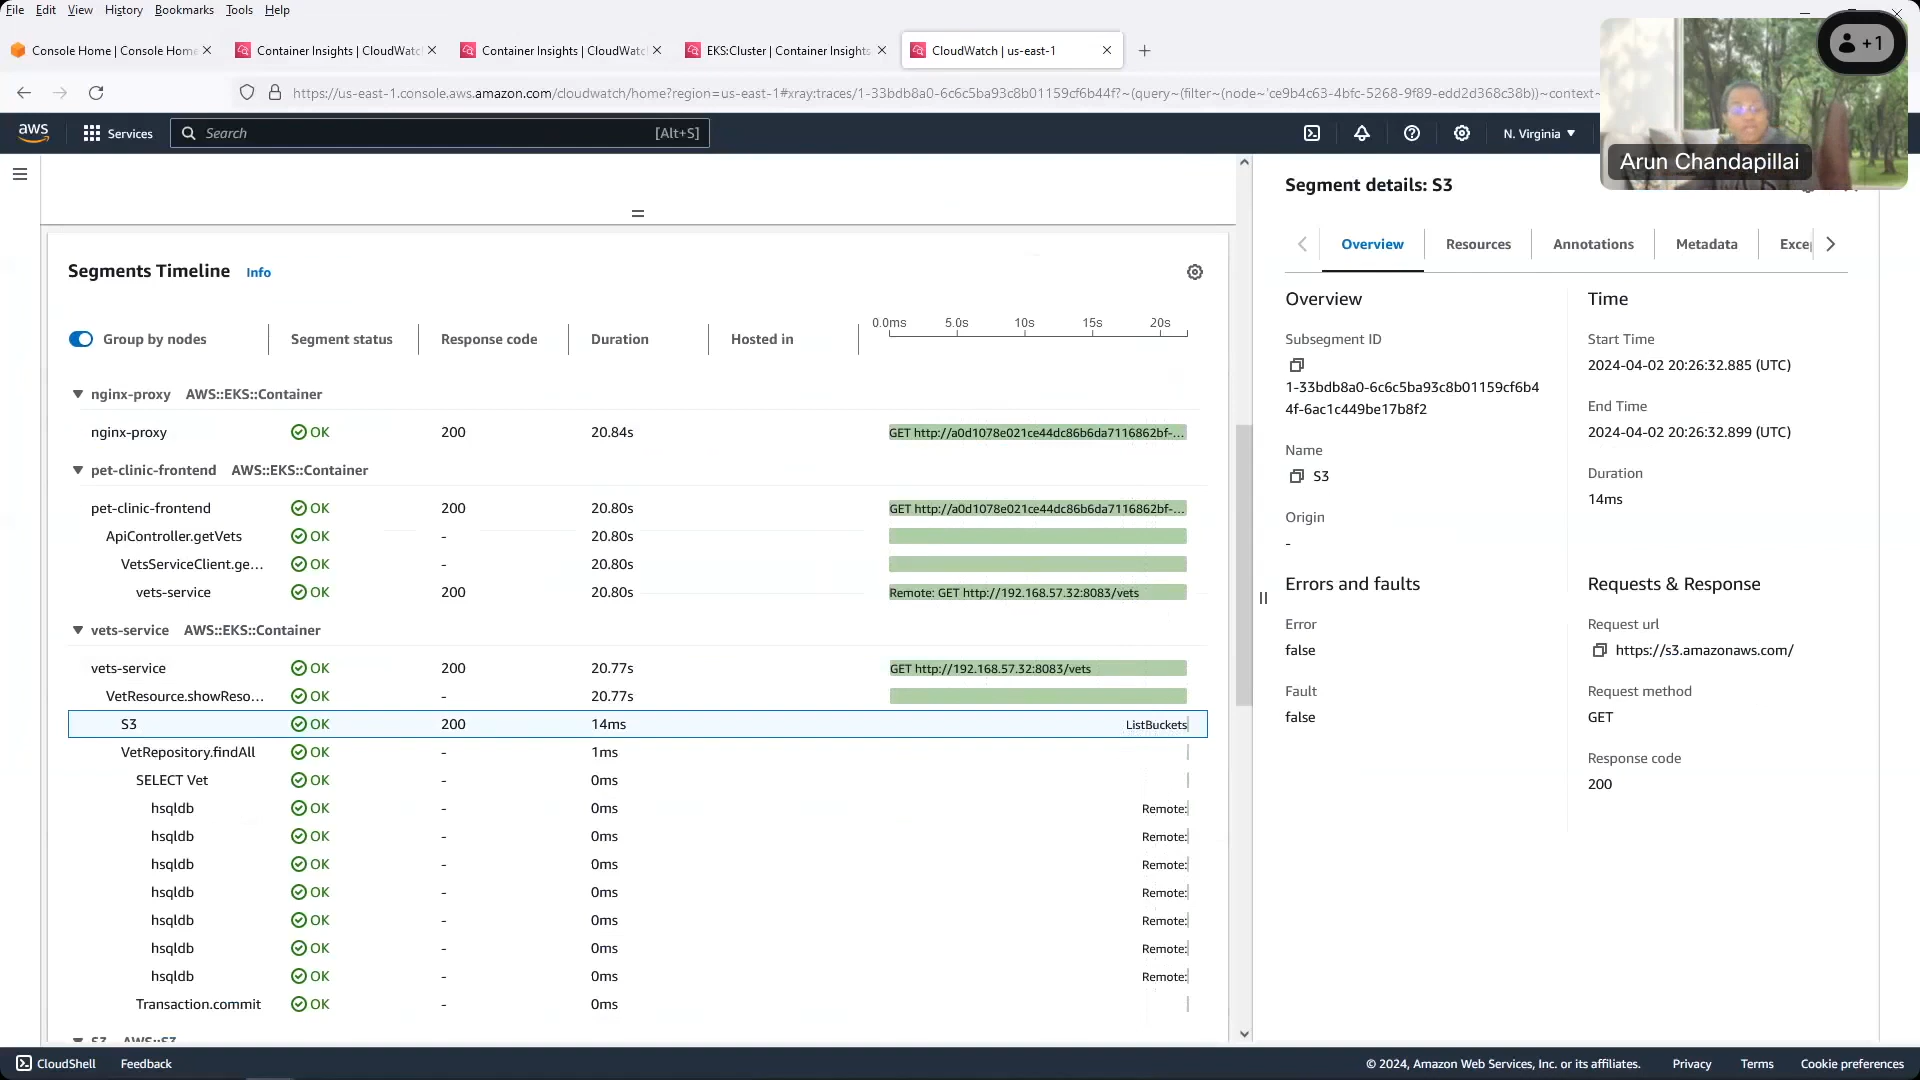 File Edit View History Bookmarks Tools Help
Console Home | Console Home
Container Insights | CloudWatc
Container Insights | CloudWatc
EKS:Cluster | Container Insights
CloudWatch | us-east-1
+1
https://us-east-1.console.aws.amazon.com/cloudwatch/home?region=us-east-1#xray:traces/1-33bdb8a0-6c6c5ba93c8b01159cf6b44f?~(query~(filter~(node~'ce9b4c63-4bfc-5268-9f89-edd2d368c38b))~context~
aws Services Search [Alt+S] N. Virginia
Arun Chandapillai
Segments Timeline Info
0.0ms 5.0s 10s 15s 20s
Group by nodes Segment status Response code Duration Hosted in
nginx-proxy AWS::EKS::Container
nginx-proxy OK 200 20.84s GET http://a0d1078e021ce44dc86b6da7116862bf-...
pet-clinic-frontend AWS::EKS::Container
pet-clinic-frontend OK 200 20.80s GET http://a0d1078e021ce44dc86b6da7116862bf-...
ApiController.getVets OK - 20.80s
VetsServiceClient.ge... OK - 20.80s
vets-service OK 200 20.80s Remote: GET http://192.168.57.32:8083/vets
vets-service AWS::EKS::Container
vets-service OK 200 20.77s GET http://192.168.57.32:8083/vets
VetResource.showReso... OK - 20.77s
S3 OK 200 14ms ListBuckets
VetRepository.findAll OK - 1ms
SELECT Vet OK - 0ms
hsqldb OK - 0ms Remote:
hsqldb OK - 0ms Remote:
hsqldb OK - 0ms Remote:
hsqldb OK - 0ms Remote:
hsqldb OK - 0ms Remote:
hsqldb OK - 0ms Remote:
hsqldb OK - 0ms Remote:
Transaction.commit OK - 0ms
S3 AWS::S3
Segment details: S3
Overview Resources Annotations Metadata Exce
Overview
Subsegment ID
1-33bdb8a0-6c6c5ba93c8b01159cf6b4
4f-6ac1c449be17b8f2
Name
S3
Origin
-
Time
Start Time
2024-04-02 20:26:32.885 (UTC)
End Time
2024-04-02 20:26:32.899 (UTC)
Duration
14ms
Errors and faults
Error
false
Fault
false
Requests & Response
Request url
https://s3.amazonaws.com/
Request method
GET
Response code
200
CloudShell Feedback © 2024, Amazon Web Services, Inc. or its affiliates. Privacy Terms Cookie preferences